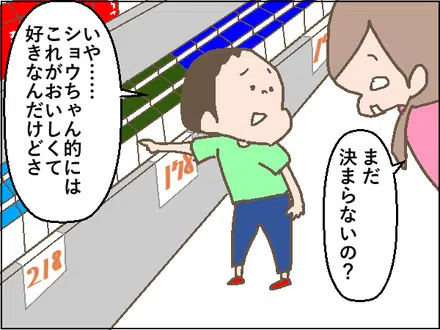 まだ
決まらないの？
いや……
ショウちゃん的には
これがおいしくて
好きなんだけどさ
178
218